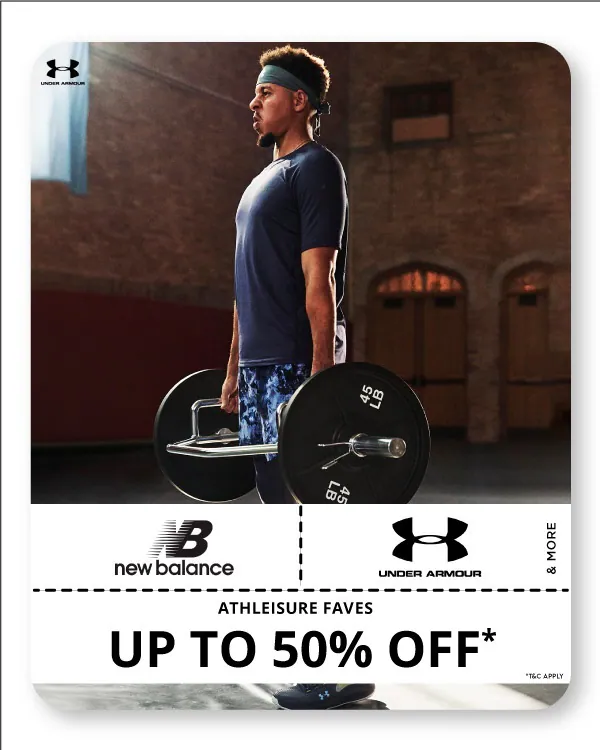 UNDER ARMOUR
45
LB
45
LB
new balance
UNDER ARMOUR
& MORE
ATHLEISURE FAVES
UP TO 50% OFF*
*T&C APPLY